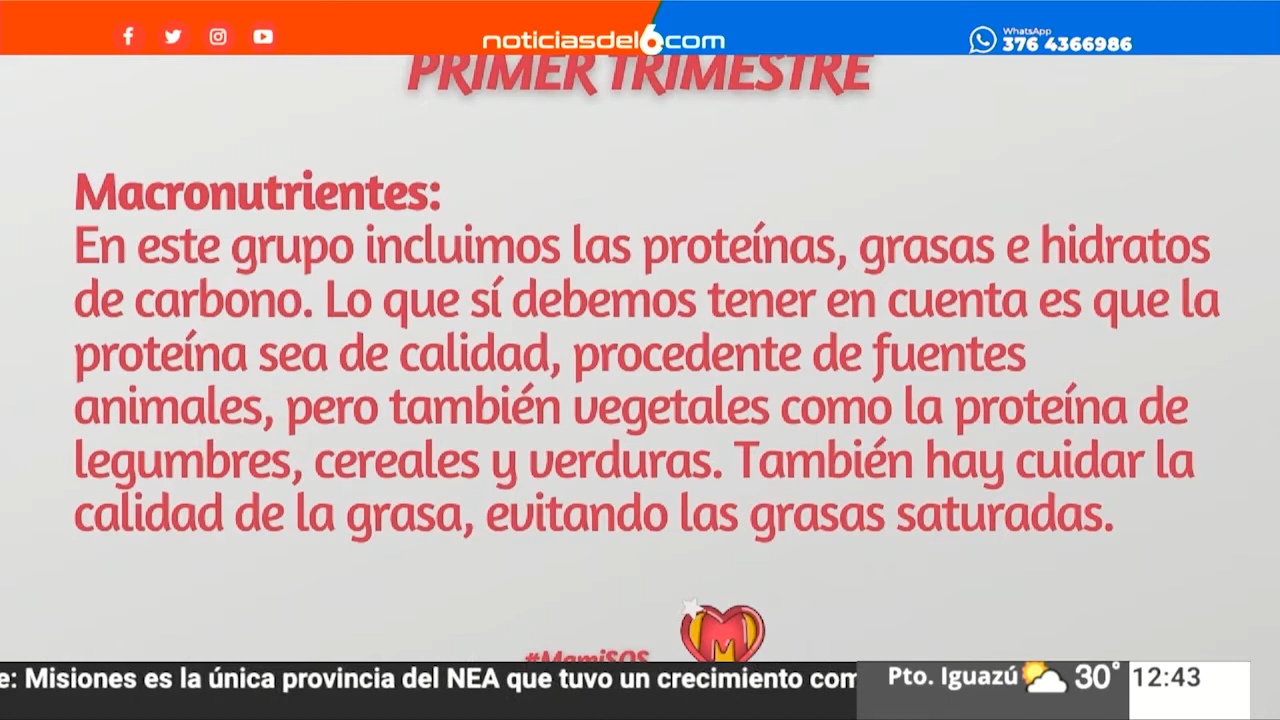 noticiasdel6.com
WhatsApp
376 4366986
PRIMER TRIMESTRE
Macronutrientes:
En este grupo incluimos las proteínas, grasas e hidratos
de carbono. Lo que sí debemos tener en cuenta es que la
proteína sea de calidad, procedente de fuentes
animales, pero también vegetales como la proteína de
legumbres, cereales y verduras. También hay cuidar la
calidad de la grasa, evitando las grasas saturadas.
M
#MamiSOS
e: Misiones es la única provincia del NEA que tuvo un crecimiento com
Pto. Iguazú 30° 12:43